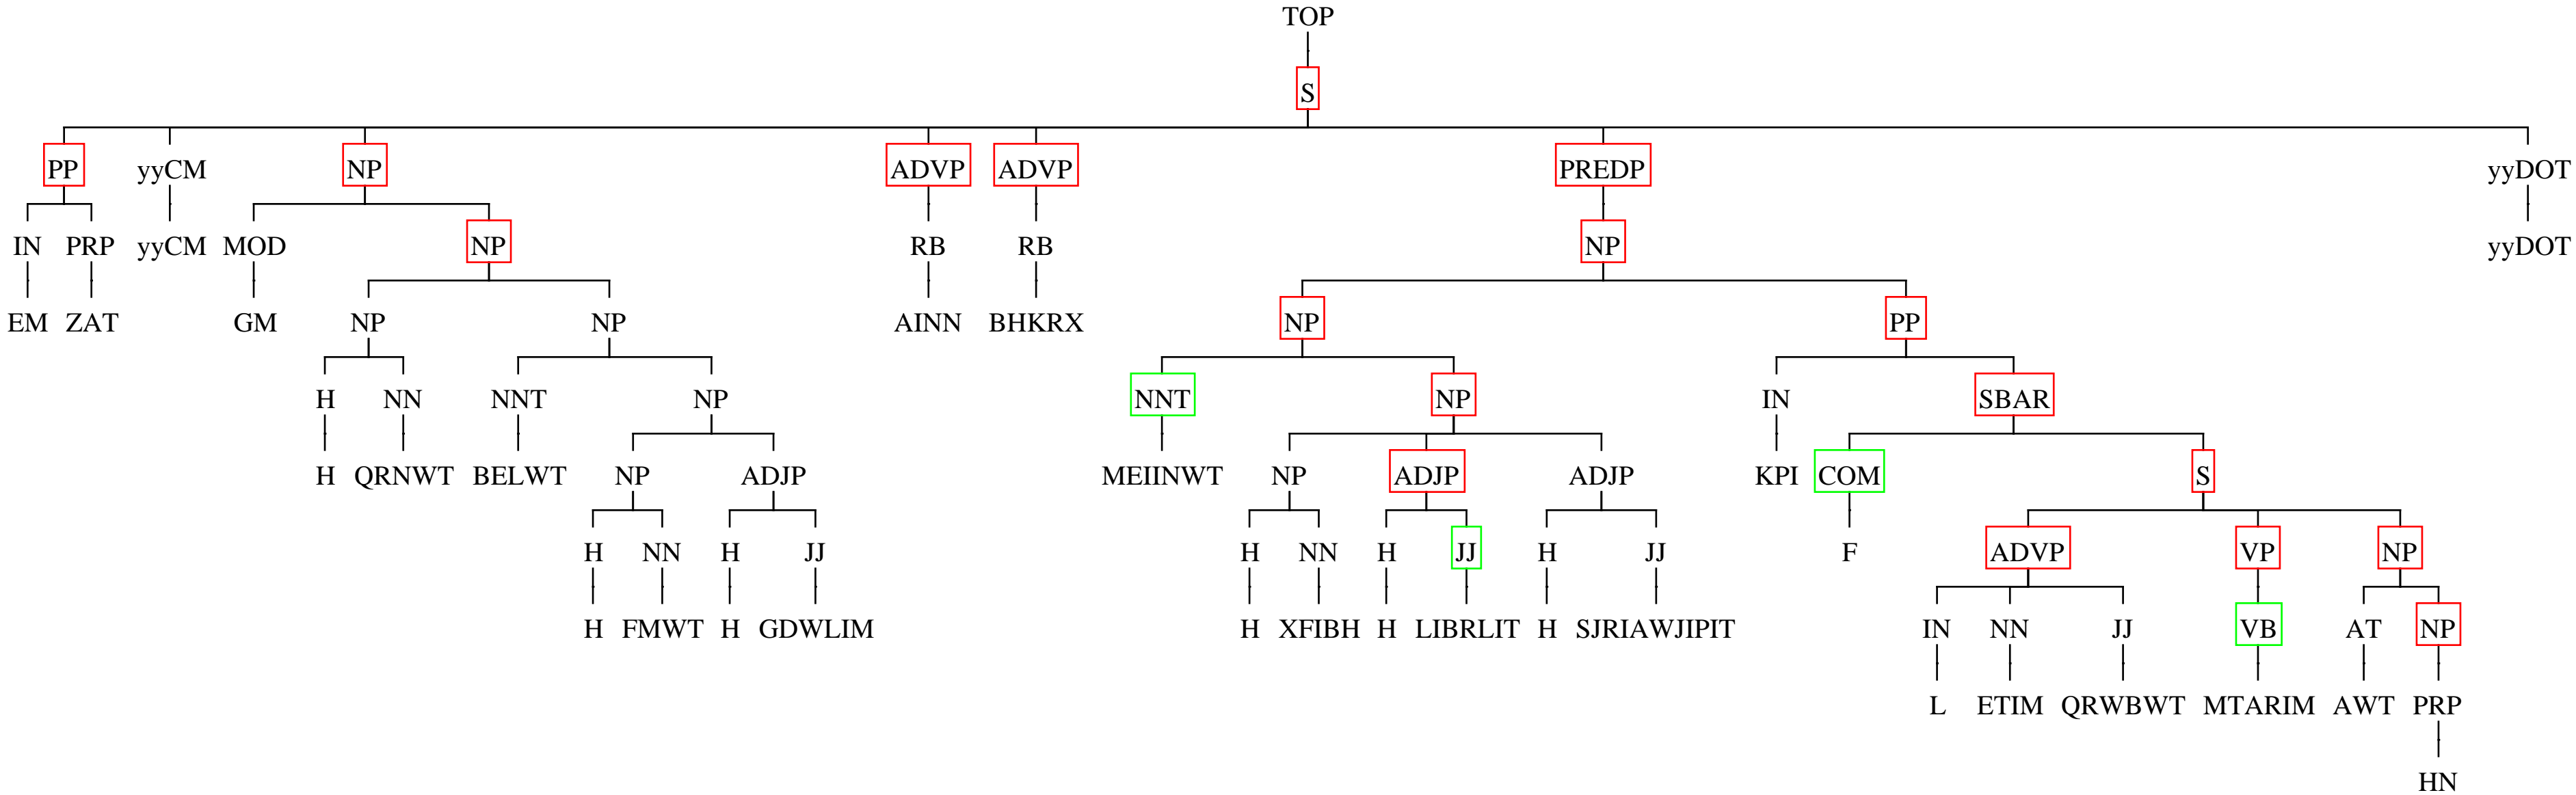 TOP
S
PP yyCM NP ADVP ADVP PREDP yyDOT
IN PRP yyCM MOD NP RB RB NP yyDOT
EM ZAT GM NP NP AINN BHKRX NP PP
H NN NNT NP NNT NP IN SBAR
H QRNWT BELWT NP ADJP MEIINWT NP ADJP ADJP KPI COM S
H NN H JJ H NN H JJ H JJ F ADVP VP NP
H FMWT H GDWLIM H XFIBH H LIBRLIT H SJRIAWJIPIT IN NN JJ VB AT NP
L ETIM QRWBWT MTARIM AWT PRP
HN